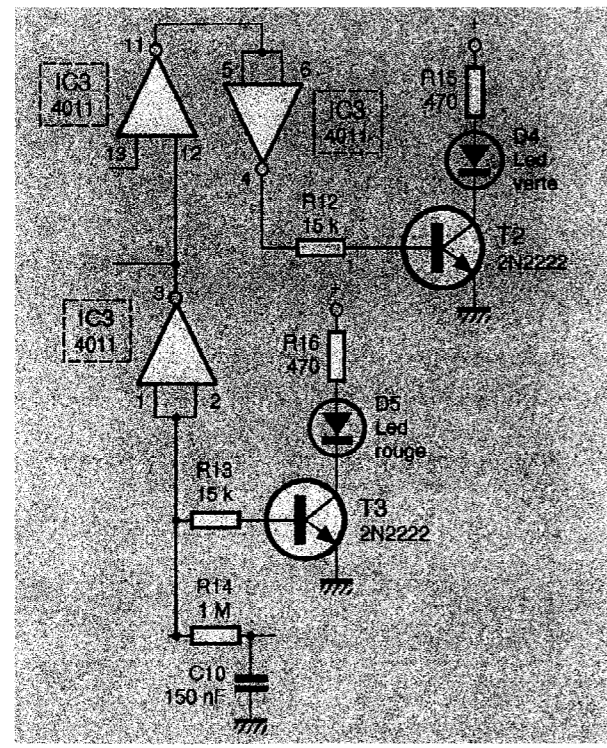 11
5
6
IC3
4011
IC3
4011
13
12
4
R15
470
D4
Led
verte
R12
15 k
T2
2N2222
3
IC3
4011
1
2
R16
470
D5
Led
rouge
R13
15 k
T3
2N2222
R14
1 M
C10
150 nF